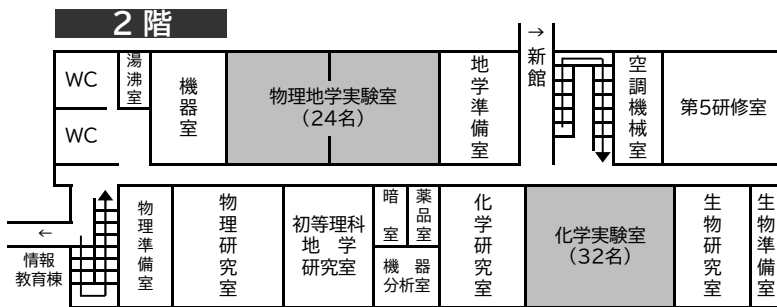 2階
WC
湯沸室
機器室
物理地学実験室
（24名）
地学準備室
→
新館
空調機械室
第5研修室
WC
←
情報
教育棟
物理準備室
物理研究室
初等理科
地　学
研究室
暗室
薬品室
機　器
分析室
化学研究室
化学実験室
（32名）
生物研究室
生物準備室